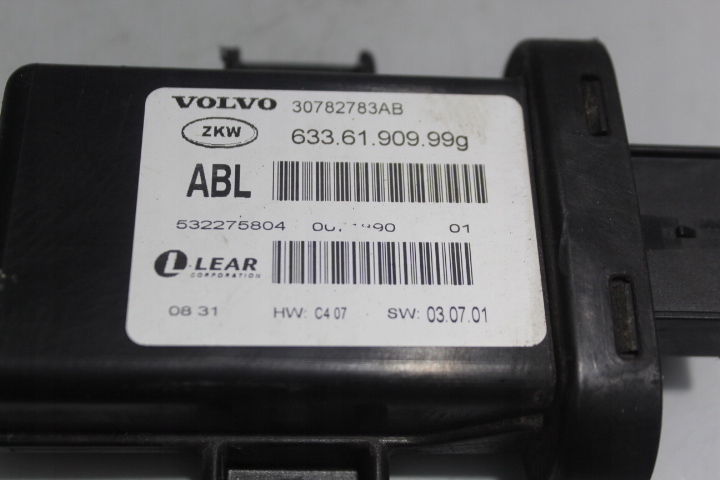 VOLVO 30782783AB
ZKW 633.61.909.99g
ABL
532275804 01
LEAR
CORPORATION
08 31 HW: C4 07 SW: 03.07.01